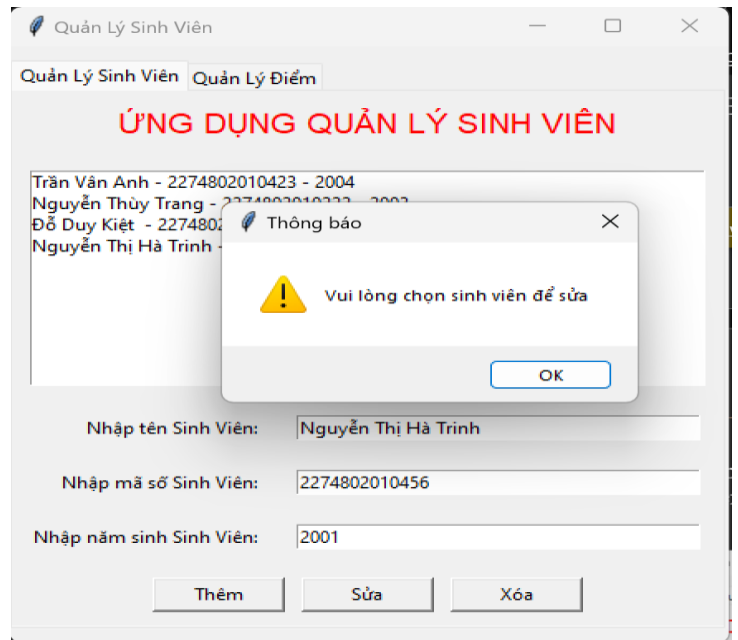 Quản Lý Sinh Viên
Quản Lý Sinh Viên Quản Lý Điểm
ỨNG DỤNG QUẢN LÝ SINH VIÊN
Trần Vân Anh - 2274802010423 - 2004
Nguyễn Thùy Trang -
Đỗ Duy Kiệt - 227480
Nguyễn Thị Hà Trinh -
Thông báo
Vui lòng chọn sinh viên để sửa
OK
Nhập tên Sinh Viên: Nguyễn Thị Hà Trinh
Nhập mã số Sinh Viên: 2274802010456
Nhập năm sinh Sinh Viên: 2001
Thêm Sửa Xóa